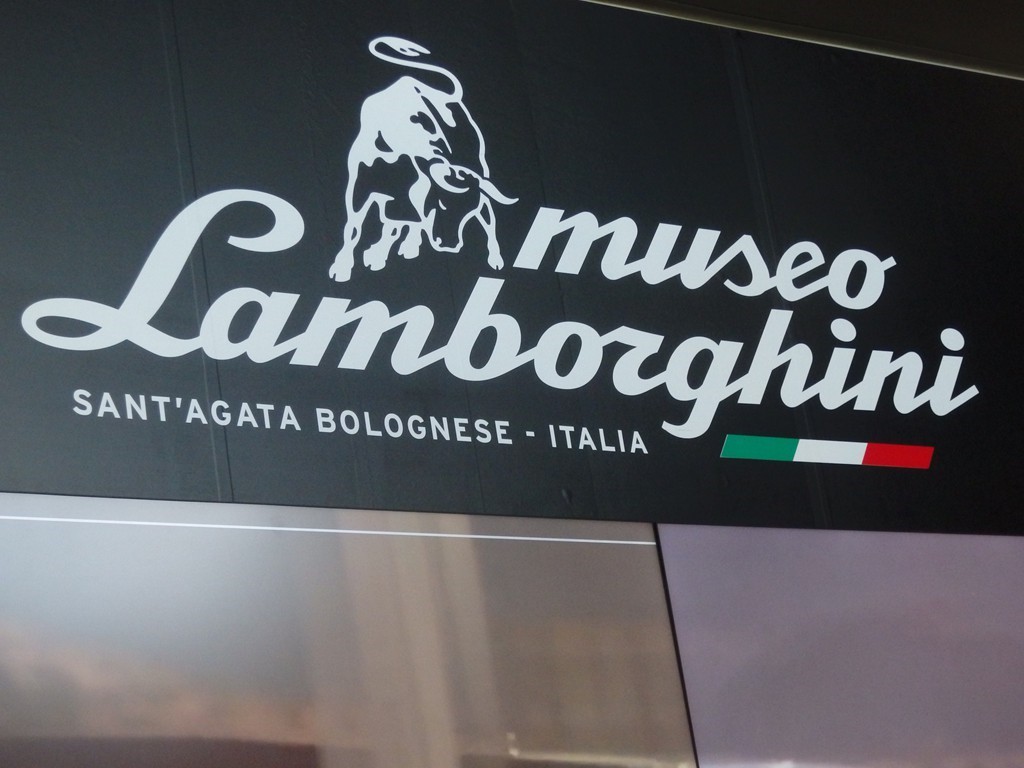 museo
Lamborghini
SANT'AGATA BOLOGNESE - ITALIA